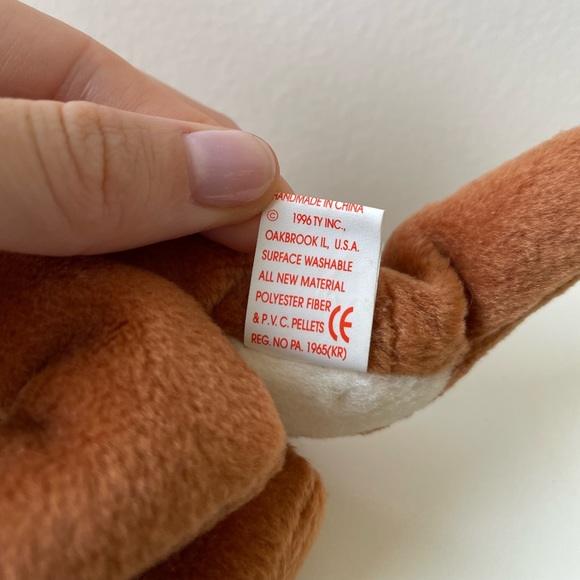 HANDMADE IN CHINA
© 1996 TY INC.,
OAKBROOK IL, U.S.A.
SURFACE WASHABLE
ALL NEW MATERIAL
POLYESTER FIBER
& P.V.C. PELLETS CE
REG. NO PA. 1965(KR)